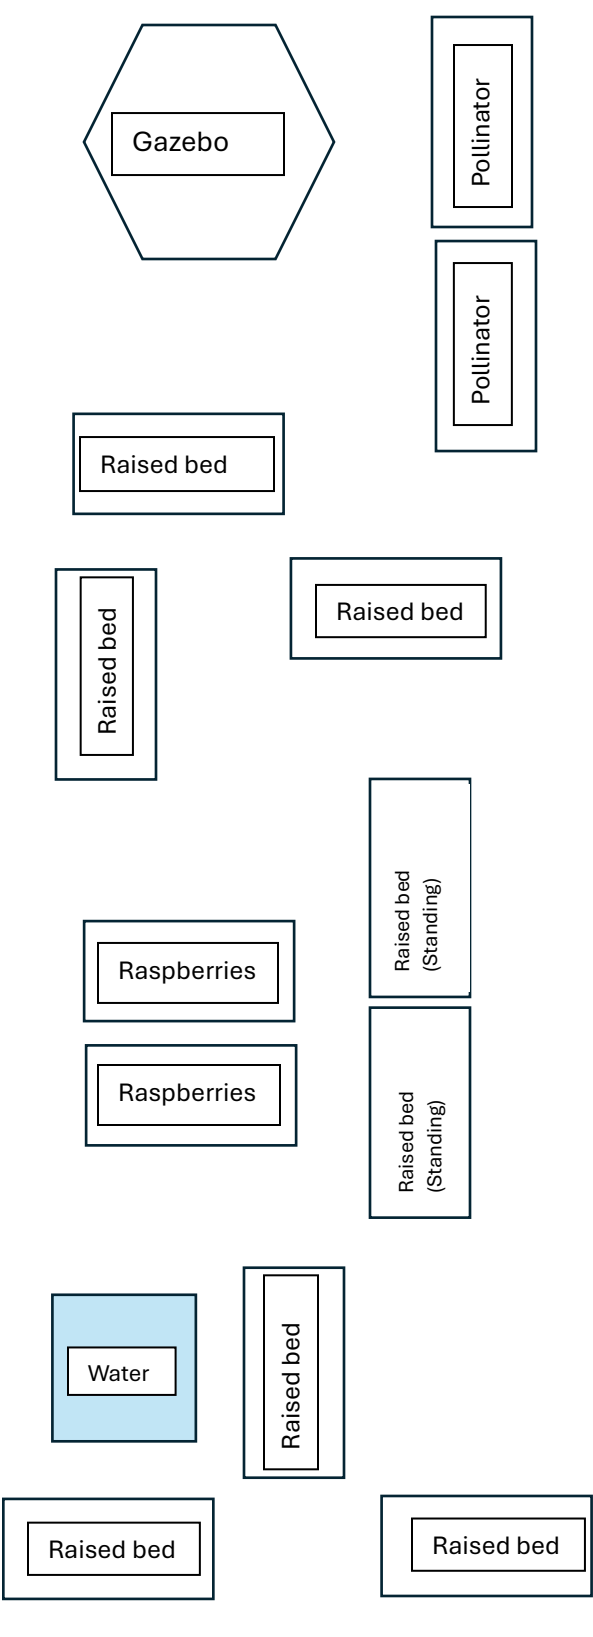 Gazebo
Pollinator
Pollinator
Raised bed
Raised bed
Raised bed
Raised bed
(Standing)
Raspberries
Raspberries
Raised bed
(Standing)
Water
Raised bed
Raised bed
Raised bed